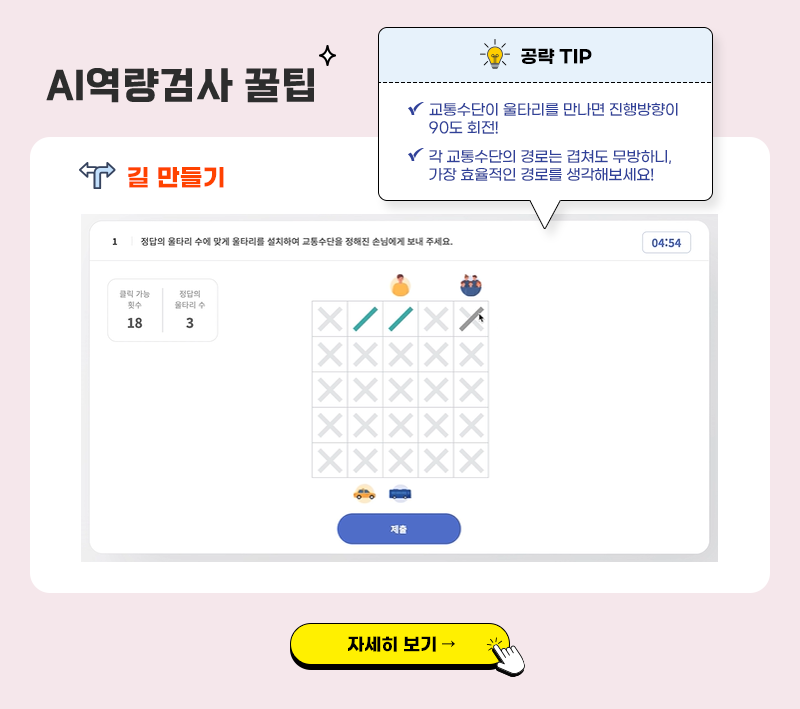 AI역량검사 꿀팁
공략 TIP
교통수단이 울타리를 만나면 진행방향이
90도 회전!
각 교통수단의 경로는 겹쳐도 무방하니,
가장 효율적인 경로를 생각해보세요!
길 만들기
1 정답의 울타리 수에 맞게 울타리를 설치하여 교통수단을 정해진 손님에게 보내 주세요.
04:54
클릭 가능
횟수
18
정답의
울타리 수
3
제출
자세히 보기 →